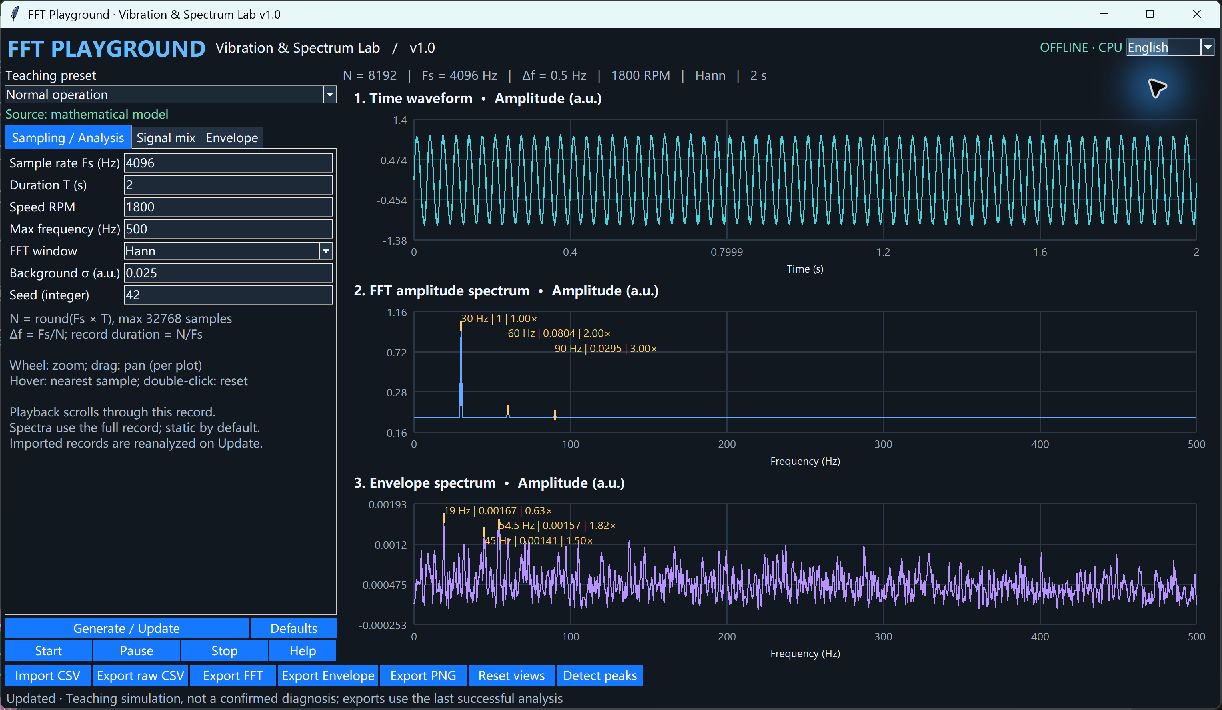 FFT Playground · Vibration & Spectrum Lab v1.0
FFT PLAYGROUND Vibration & Spectrum Lab / v1.0
OFFLINE · CPU English
Teaching preset
Normal operation
Source: mathematical model
Sampling / Analysis Signal mix Envelope
Sample rate Fs (Hz) 4096
Duration T (s) 2
Speed RPM 1800
Max frequency (Hz) 500
FFT window Hann
Background σ (a.u.) 0.025
Seed (integer) 42
N = round(Fs × T), max 32768 samples
Δf = Fs/N; record duration = N/Fs
Wheel: zoom; drag: pan (per plot)
Hover: nearest sample; double-click: reset
Playback scrolls through this record.
Spectra use the full record; static by default.
Imported records are reanalyzed on Update.
Generate / Update Defaults
Start Pause Stop Help
N = 8192 | Fs = 4096 Hz | Δf = 0.5 Hz | 1800 RPM | Hann | 2 s
1. Time waveform • Amplitude (a.u.)
1.4
0.474
-0.454
-1.38
0 0.4 0.7999 1.2 1.6 2
Time (s)
2. FFT amplitude spectrum • Amplitude (a.u.)
1.16
30 Hz | 1 | 1.00×
60 Hz | 0.0804 | 2.00×
90 Hz | 0.0295 | 3.00×
0.72
0.28
0.16
0 100 200 300 400 500
Frequency (Hz)
3. Envelope spectrum • Amplitude (a.u.)
0.00193
19 Hz | 0.00167 | 0.63×
54.5 Hz | 0.00157 | 1.82×
45 Hz | 0.00141 | 1.50×
0.0012
0.000475
-0.000253
0 100 200 300 400 500
Frequency (Hz)
Import CSV Export raw CSV Export FFT Export Envelope Export PNG Reset views Detect peaks
Updated · Teaching simulation, not a confirmed diagnosis; exports use the last successful analysis